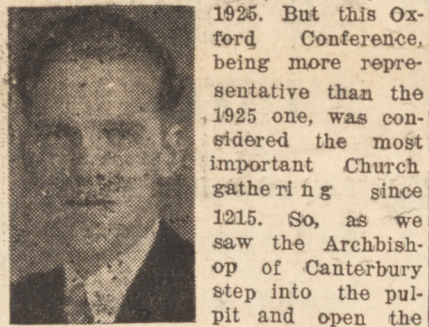 1925. But this Ox-
ford Conference,
being more repre-
sentative than the
1925 one, was con-
sidered the most
important Church
gathe ri n g since
1215. So, as we
saw the Archbish-
op of Canterbury
step into the pul-
pit and open the